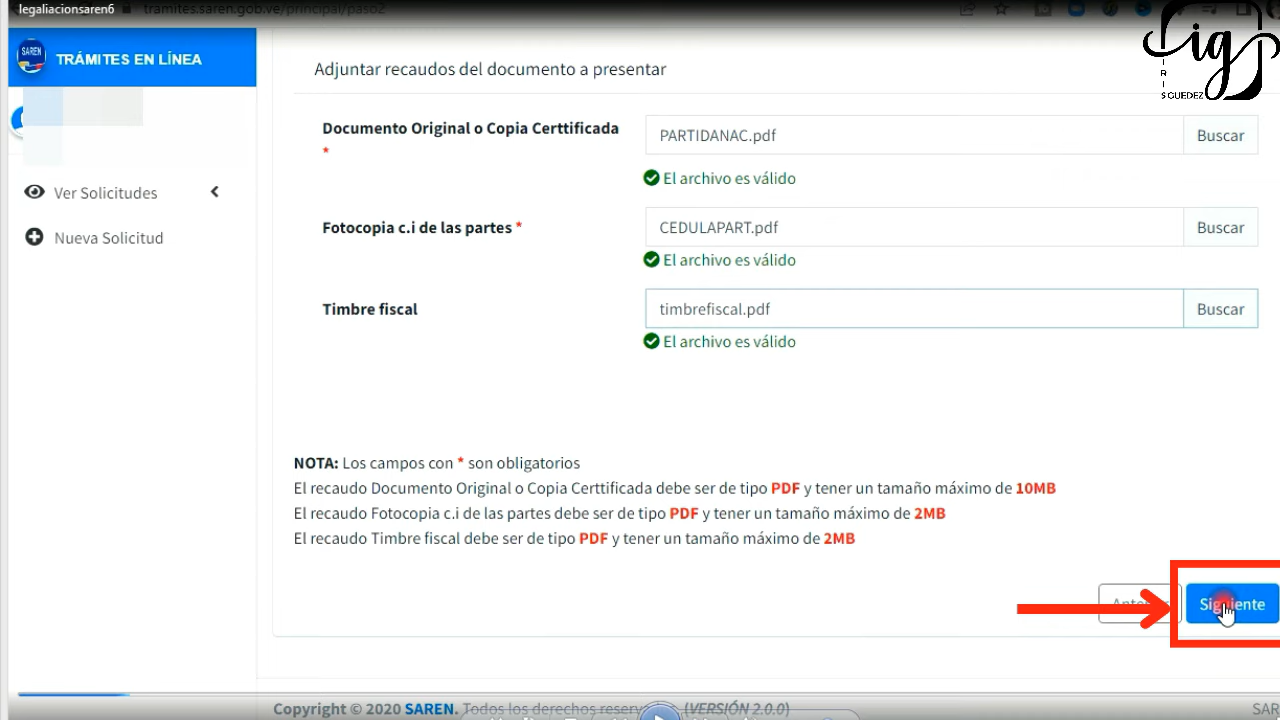 legaliacionsaren6
tramites.saren.gob.ve/principal/paso2
ig
IRIS GUEDEZ
SAREN
TRÁMITES EN LÍNEA
Ver Solicitudes
Nueva Solicitud
Adjuntar recaudos del documento a presentar
Documento Original o Copia Certtificada
*
PARTIDANAC.pdf
Buscar
El archivo es válido
Fotocopia c.i de las partes *
CEDULAPART.pdf
Buscar
El archivo es válido
Timbre fiscal
timbrefiscal.pdf
Buscar
El archivo es válido
NOTA: Los campos con * son obligatorios
El recaudo Documento Original o Copia Certtificada debe ser de tipo PDF y tener un tamaño máximo de 10MB
El recaudo Fotocopia c.i de las partes debe ser de tipo PDF y tener un tamaño máximo de 2MB
El recaudo Timbre fiscal debe ser de tipo PDF y tener un tamaño máximo de 2MB
Siguiente
Copyright © 2020 SAREN. Todos los derechos reserv (VERSIÓN 2.0.0)
SAR